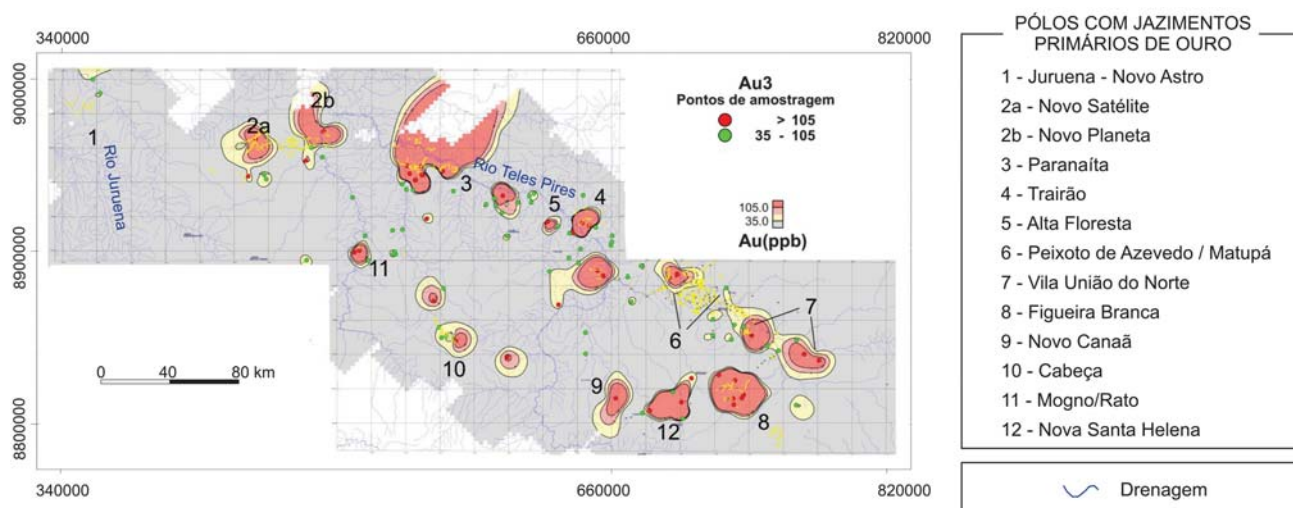 340000
660000
820000
340000
660000
820000
9000000
8900000
8800000
1
2a
2b
3
4
5
6
7
8
9
10
11
12
Rio Juruena
Rio Teles Pires
Au3
Pontos de amostragem
> 105
35 - 105
105.0
35.0
Au(ppb)
0 40 80 km
PÓLOS COM JAZIMENTOS
PRIMÁRIOS DE OURO
1 - Juruena - Novo Astro
2a - Novo Satélite
2b - Novo Planeta
3 - Paranaíta
4 - Trairão
5 - Alta Floresta
6 - Peixoto de Azevedo / Matupá
7 - Vila União do Norte
8 - Figueira Branca
9 - Novo Canaã
10 - Cabeça
11 - Mogno/Rato
12 - Nova Santa Helena
Drenagem